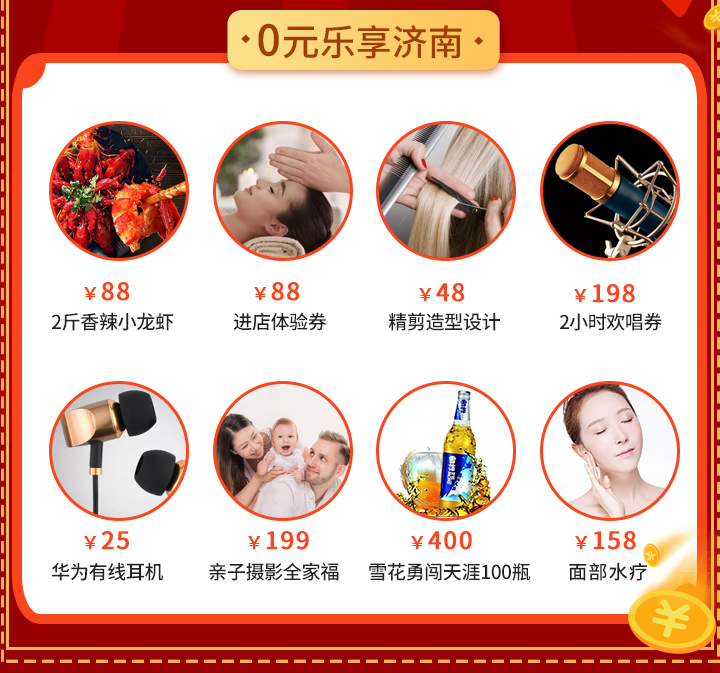 0元乐享济南
￥88
￥88
￥48
￥198
2斤香辣小龙虾
进店体验券
精剪造型设计
2小时欢唱券
￥25
￥199
￥400
￥158
华为有线耳机
亲子摄影全家福
雪花勇闯天涯100瓶
面部水疗
￥